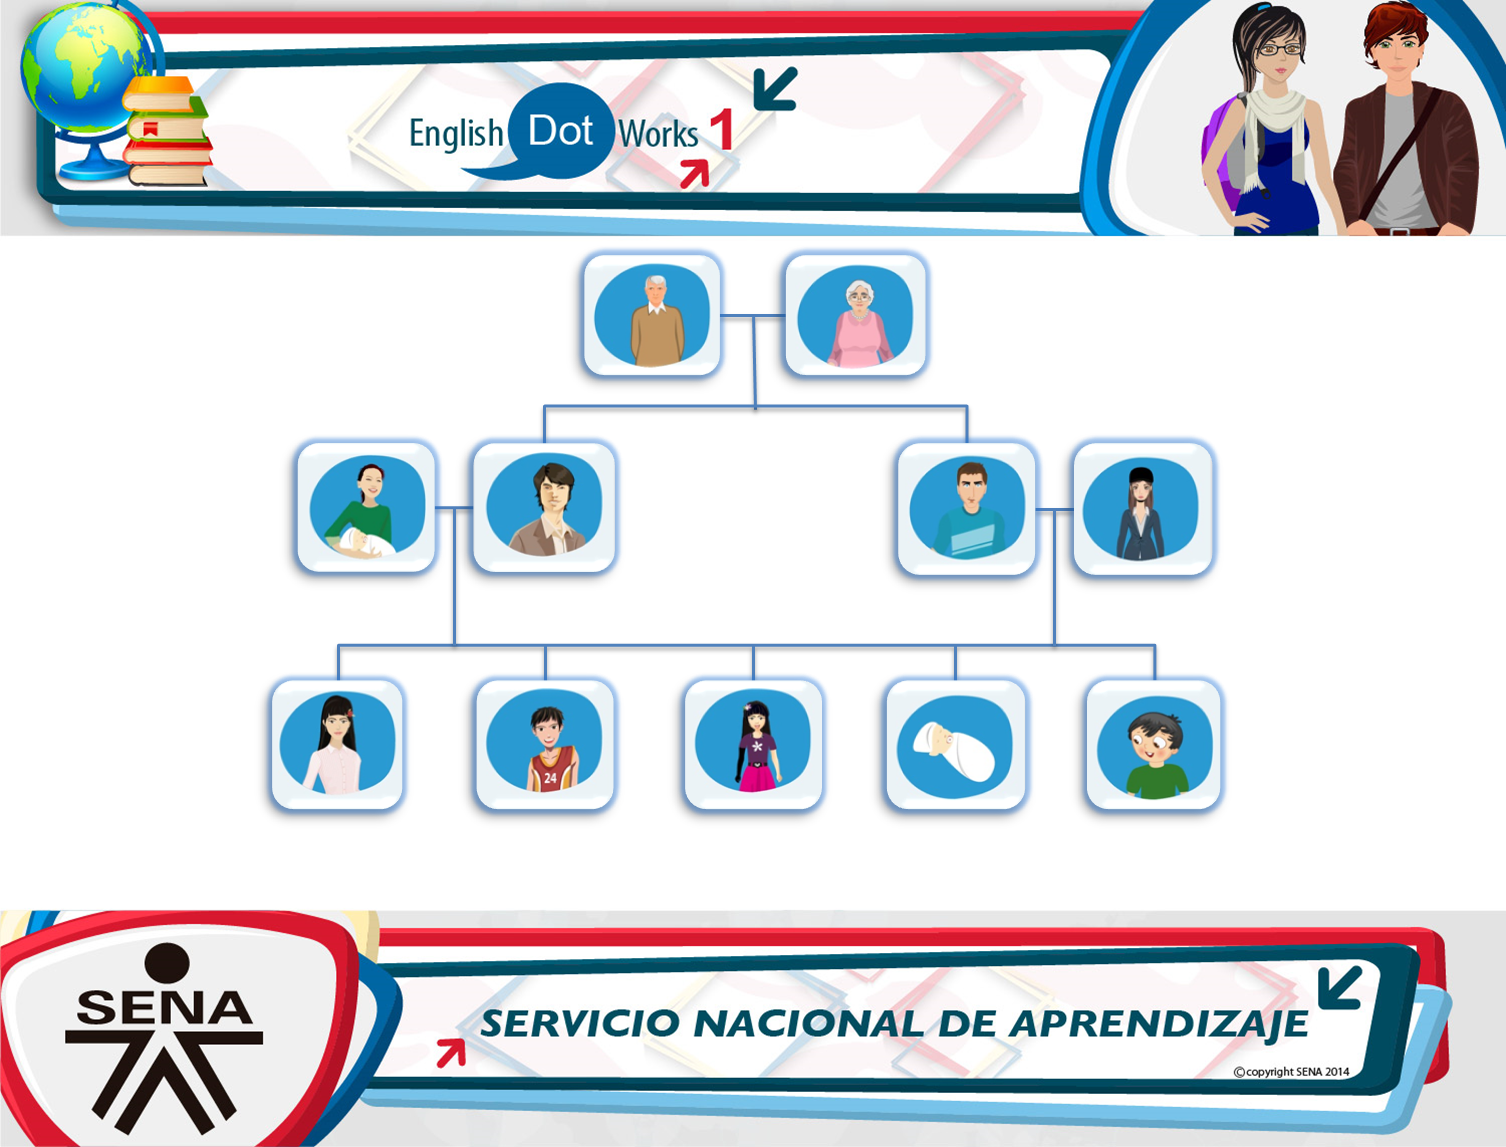 English Dot Works 1
24
SENA
SERVICIO NACIONAL DE APRENDIZAJE
©copyright SENA 2014